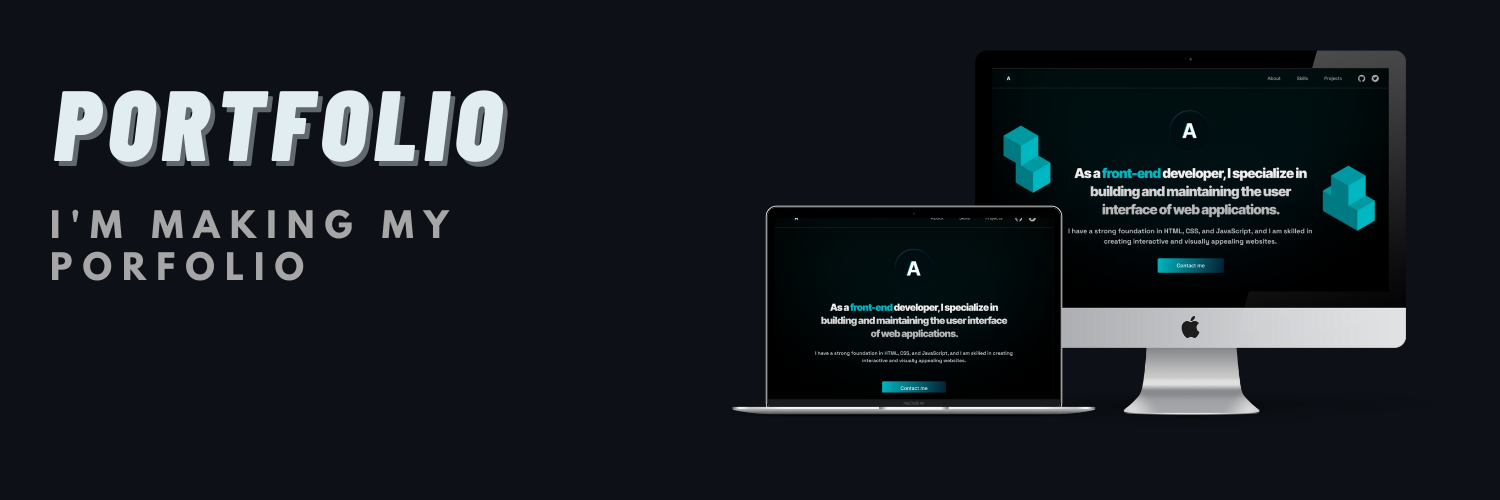 PORTFOLIO
I'M MAKING MY
PORFOLIO
A
About Skills Projects
A
As a front-end developer, I specialize in
building and maintaining the user
interface of web applications.
I have a strong foundation in HTML, CSS, and JavaScript, and I am skilled in
creating interactive and visually appealing websites.
Contact me
A
About Skills Projects
A
As a front-end developer, I specialize in
building and maintaining the user interface
of web applications.
I have a strong foundation in HTML, CSS, and JavaScript, and I am skilled in creating
interactive and visually appealing websites.
Contact me